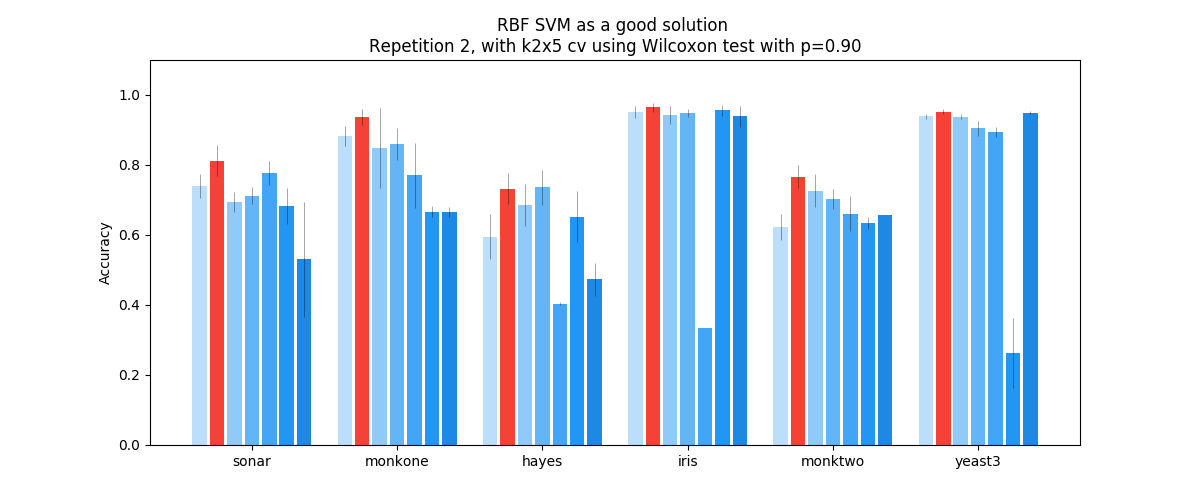 RBF SVM as a good solution
Repetition 2, with k2x5 cv using Wilcoxon test with p=0.90
1.0
0.8
0.6
0.4
0.2
0.0
Accuracy
sonar monkone hayes iris monktwo yeast3